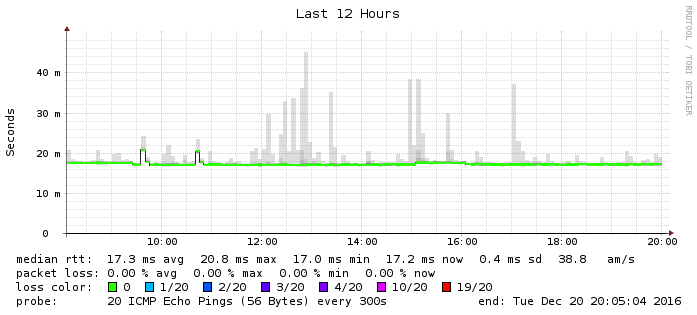 Last 12 Hours
RRDTOOL / TOBI OETIKER
Seconds
40 m
30 m
20 m
10 m
0
10:00 12:00 14:00 16:00 18:00 20:00
median rtt: 17.3 ms avg 20.8 ms max 17.0 ms min 17.2 ms now 0.4 ms sd 38.8 am/s
packet loss: 0.00 % avg 0.00 % max 0.00 % min 0.00 % now
loss color: 0 1/20 2/20 3/20 4/20 10/20 19/20
probe: 20 ICMP Echo Pings (56 Bytes) every 300s end: Tue Dec 20 20:05:04 2016